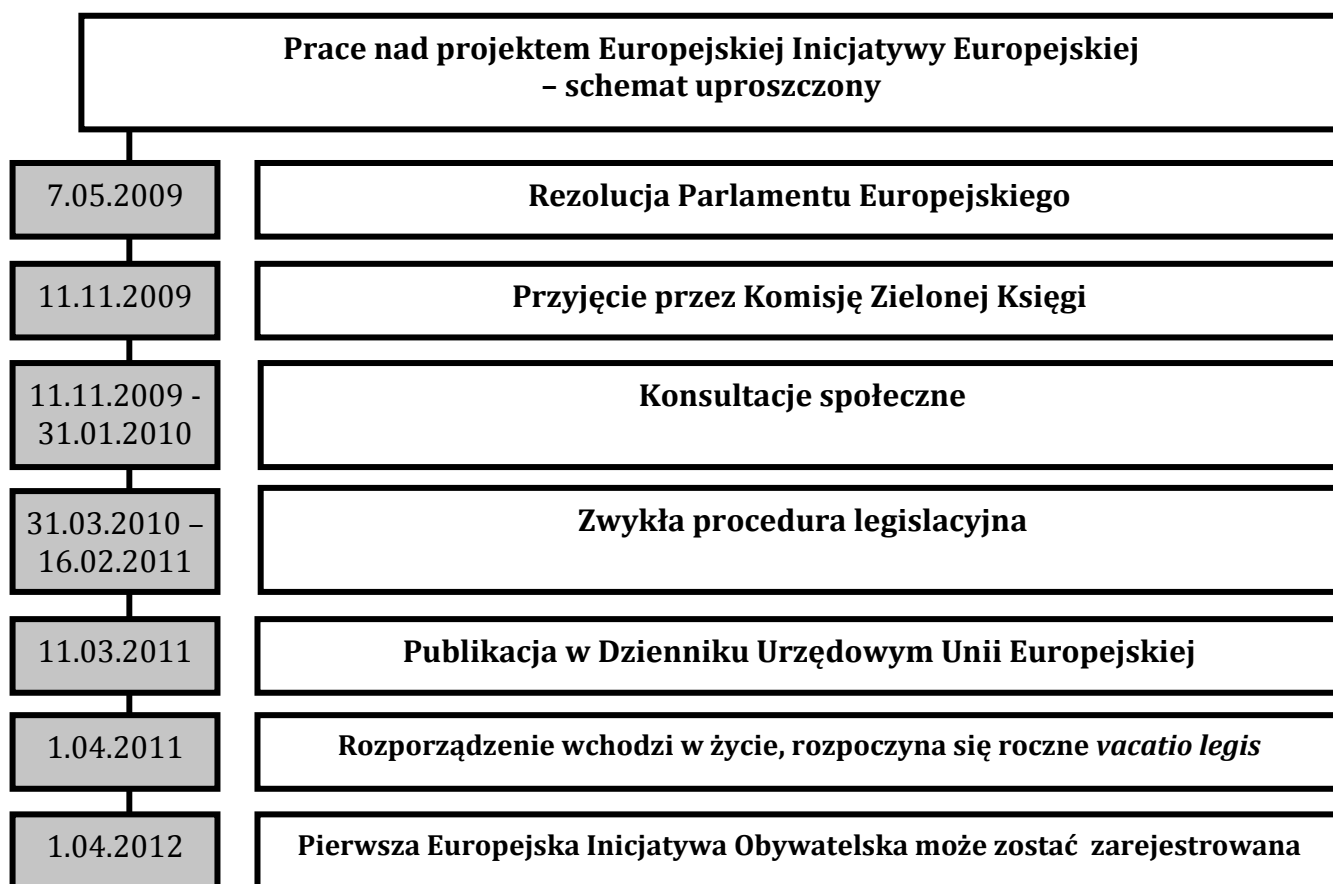 Prace nad projektem Europejskiej Inicjatywy Europejskiej
– schemat uproszczony
7.05.2009
Rezolucja Parlamentu Europejskiego
11.11.2009
Przyjęcie przez Komisję Zielonej Księgi
11.11.2009 -
31.01.2010
Konsultacje społeczne
31.03.2010 –
16.02.2011
Zwykła procedura legislacyjna
11.03.2011
Publikacja w Dzienniku Urzędowym Unii Europejskiej
1.04.2011
Rozporządzenie wchodzi w życie, rozpoczyna się roczne vacatio legis
1.04.2012
Pierwsza Europejska Inicjatywa Obywatelska może zostać zarejestrowana